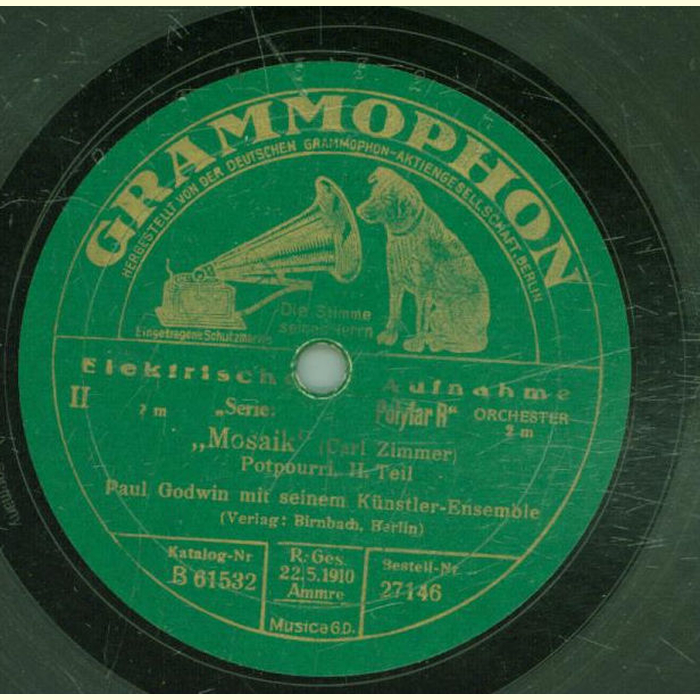 GRAMMOPHON
HERGESTELLT VON DER DEUTSCHEN GRAMMOPHON-AKTIENGESELLSCHAFT, BERLIN
Die Stimme
seines Herrn
Eingetragene Schutzmarke
Elektrische Aufnahme
II ? m „Serie: Polyfar R“ ORCHESTER
2 m
„Mosaik“ (Carl Zimmer)
Potpourri, II. Teil
Paul Godwin mit seinem Künstler-Ensemble
(Verlag: Birnbach, Berlin)
Katalog-Nr
B 61532
R.-Ges.
22.5.1910
Ammre
Bestell-Nr.
27146
Musica 6 D.